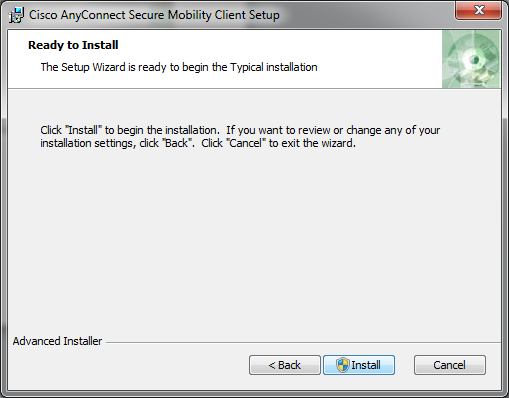 Cisco AnyConnect Secure Mobility Client Setup
Ready to Install
The Setup Wizard is ready to begin the Typical installation
Click "Install" to begin the installation.  If you want to review or change any of your
installation settings, click "Back".  Click "Cancel" to exit the wizard.
Advanced Installer
< Back
Install
Cancel